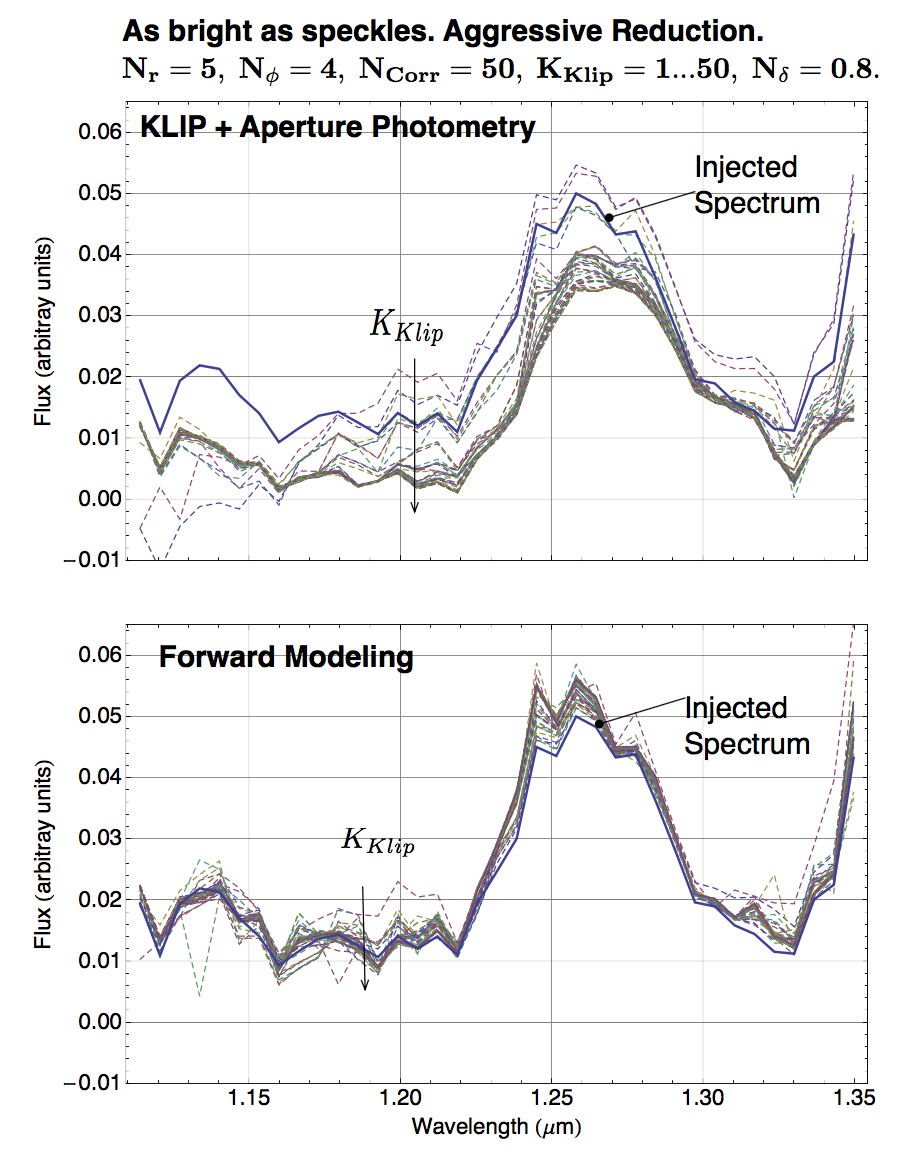 As bright as speckles. Aggressive Reduction.
N_r = 5, N_ϕ = 4, N_Corr = 50, K_Klip = 1...50, N_δ = 0.8.
KLIP + Aperture Photometry
Injected
Spectrum
K_Klip
Flux (arbitray units)
0.06
0.05
0.04
0.03
0.02
0.01
0.00
−0.01
Forward Modeling
Injected
Spectrum
K_Klip
Flux (arbitray units)
0.06
0.05
0.04
0.03
0.02
0.01
0.00
−0.01
1.15 1.20 1.25 1.30 1.35
Wavelength (μm)